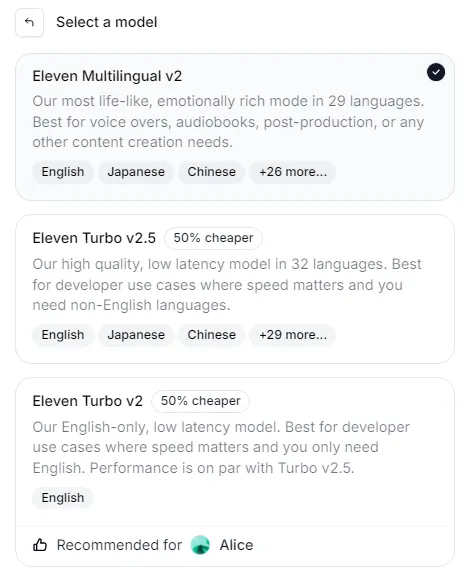 Select a model
Eleven Multilingual v2
Our most life-like, emotionally rich mode in 29 languages.
Best for voice overs, audiobooks, post-production, or any
other content creation needs.
English Japanese Chinese +26 more...
Eleven Turbo v2.5 50% cheaper
Our high quality, low latency model in 32 languages. Best
for developer use cases where speed matters and you
need non-English languages.
English Japanese Chinese +29 more...
Eleven Turbo v2 50% cheaper
Our English-only, low latency model. Best for developer
use cases where speed matters and you only need
English. Performance is on par with Turbo v2.5.
English
Recommended for Alice